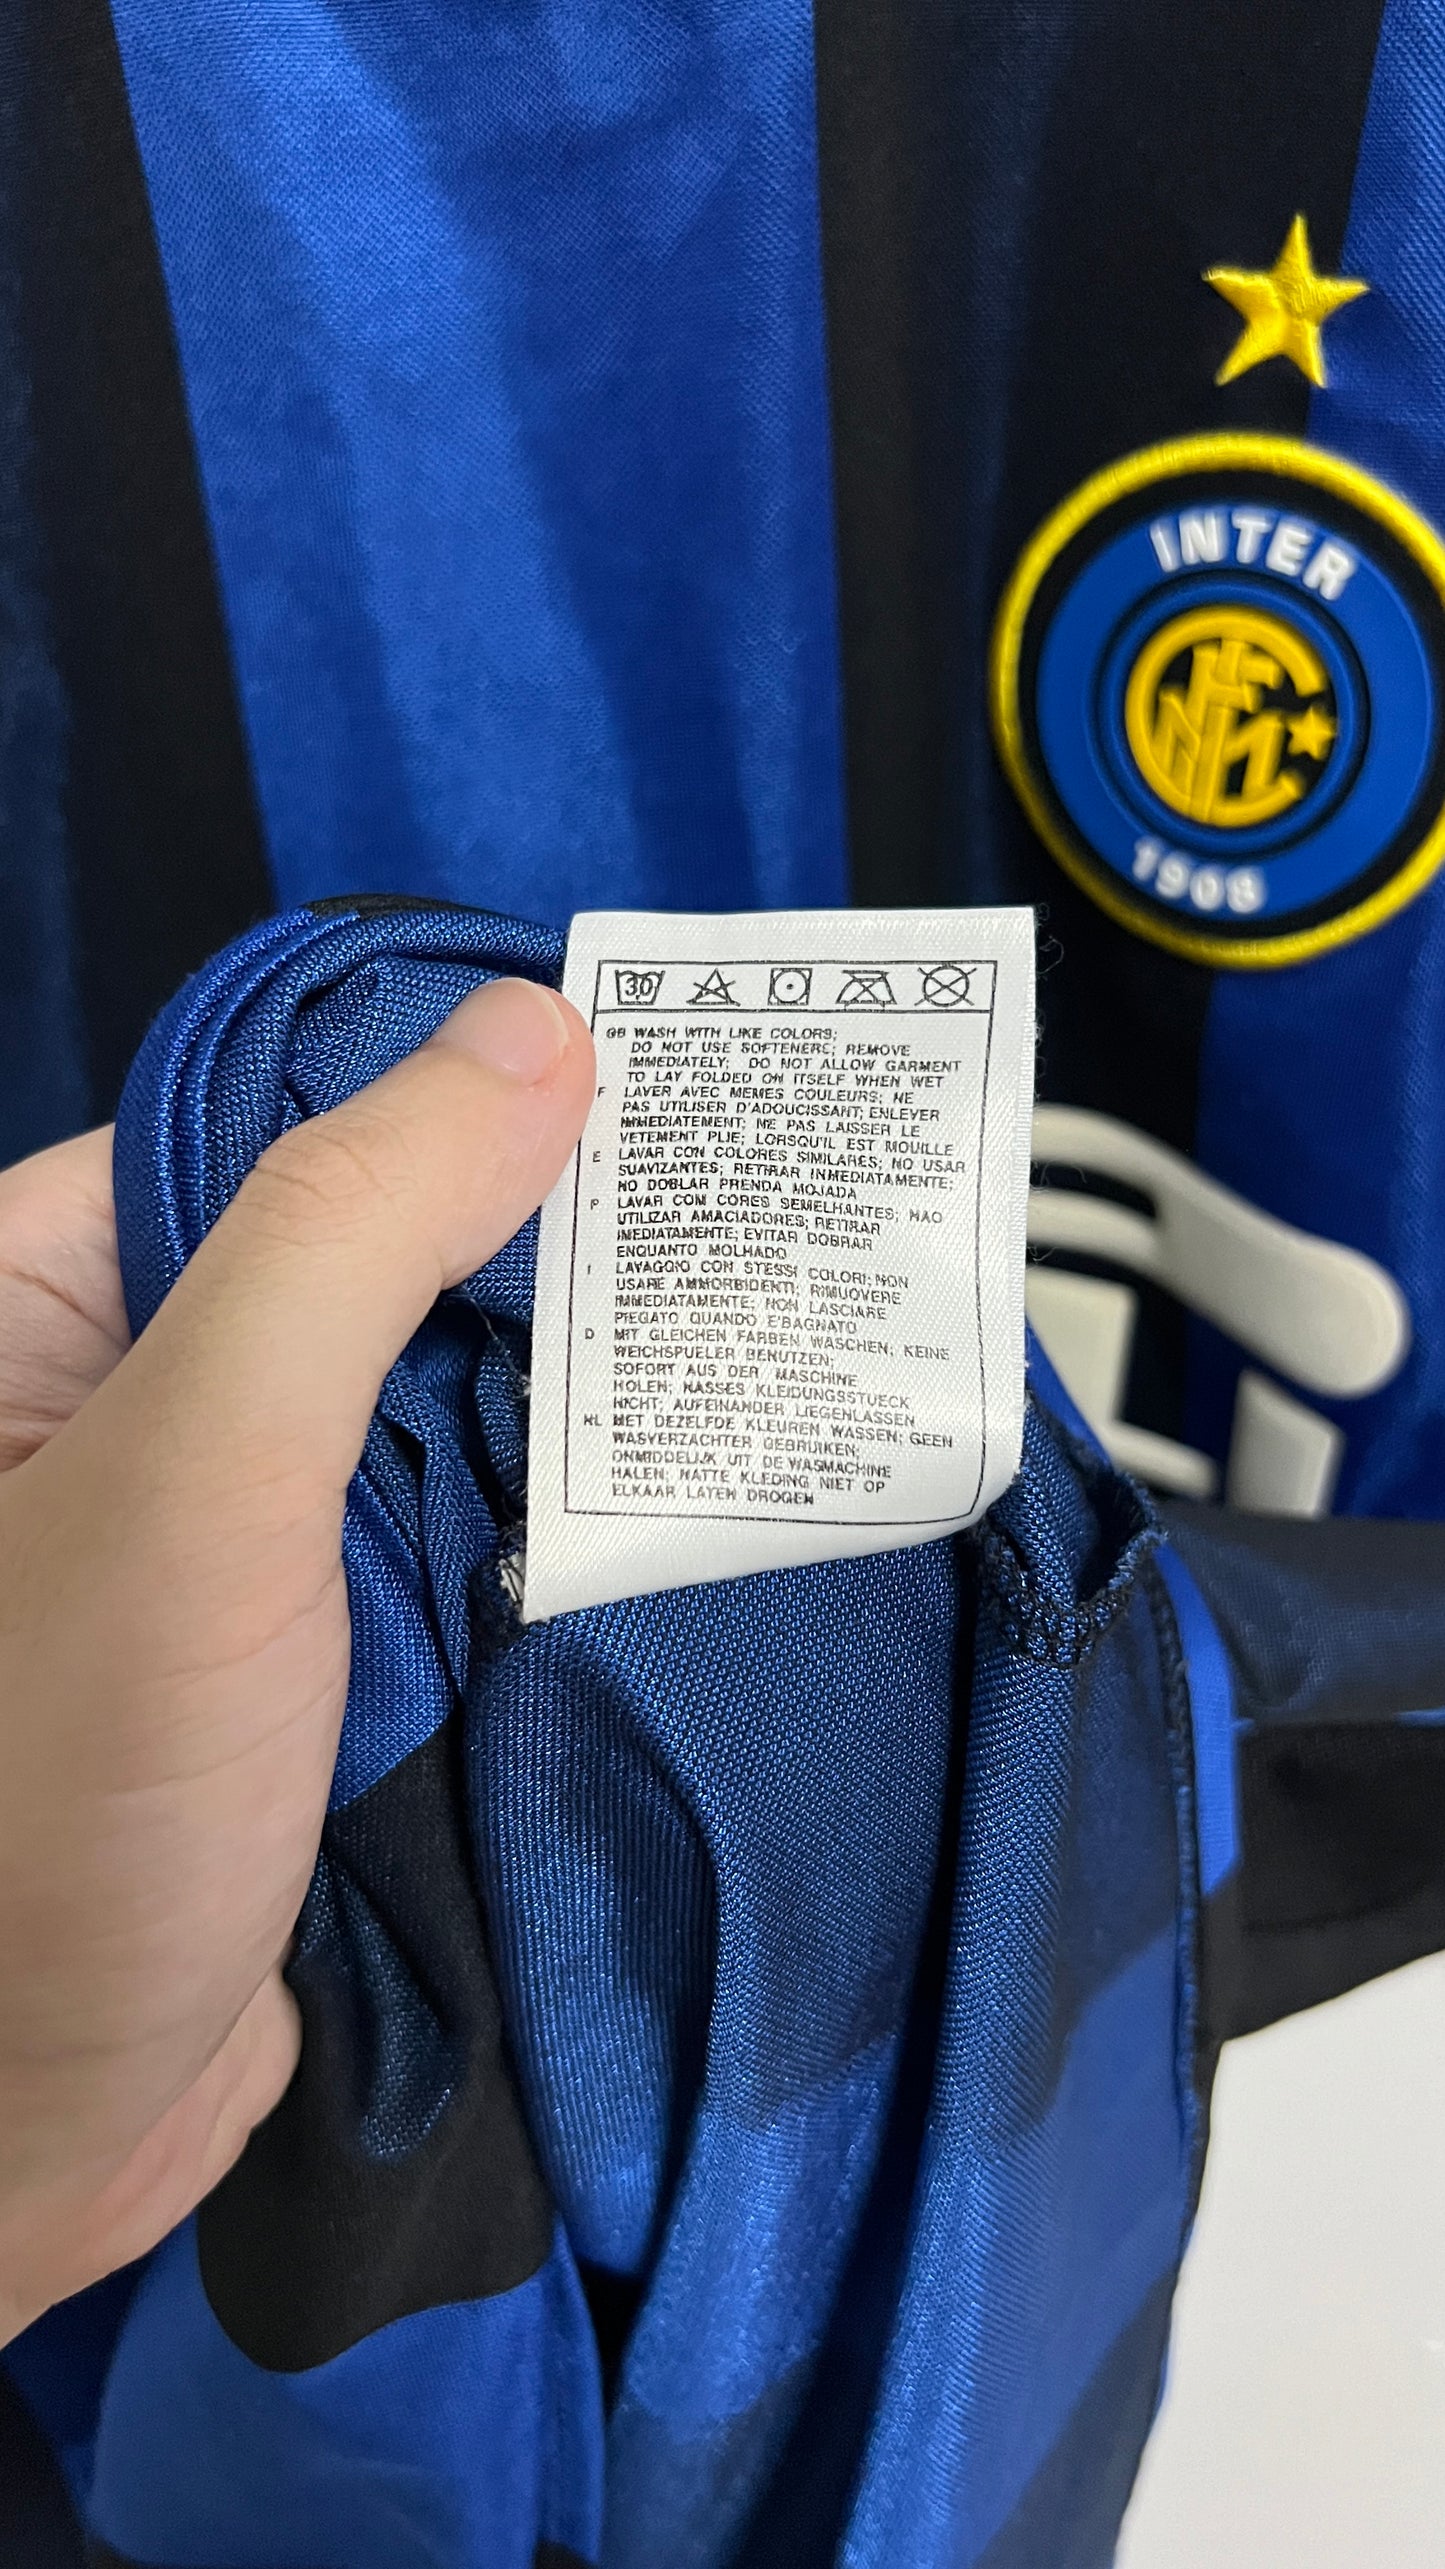 INTER
1908
30
GB WASH WITH LIKE COLORS;
DO NOT USE SOFTENERC; REMOVE
IMMEDIATELY; DO NOT ALLOW GARMENT
TO LAY FOLDED ON ITSELF WHEN WET
F LAVER AVEC MEMES COULEURS; NE
PAS UTILISER D'ADOUCISSANT; ENLEVER
IMMEDIATEMENT; NE PAS LAISSER LE
VETEMENT PLIE; LORSQU'IL EST MOUILLE
E LAVAR CON COLORES SIMILARES; NO USAR
SUAVIZANTES; RETIRAR INMEDIATAMENTE;
NO DOBLAR PRENDA MOJADA
P LAVAR COM CORES SEMELHANTES; NAO
UTILIZAR AMACIADORES; RETIRAR
IMEDIATAMENTE; EVITAR DOBRAR
ENQUANTO MOLHADO
I LAVAGGIO CON STESSI COLORI; NON
USARE AMMORBIDENTI; RIMUOVERE
IMMEDIATAMENTE; NON LASCIARE
PIEGATO QUANDO E'BAGNATO
D MIT GLEICHEN FARBEN WASCHEN; KEINE
WEICHSPUELER BENUTZEN;
SOFORT AUS DER MASCHINE
HOLEN; NASSES KLEIDUNGSSTUECK
NICHT; AUFEINANDER LIEGENLASSEN
NL MET DEZELFDE KLEUREN WASSEN; GEEN
WASVERZACHTER GEBRUIKEN;
ONMIDDELIJK UIT DE WASMACHINE
HALEN; NATTE KLEDING NIET OP
ELKAAR LATEN DROGEN